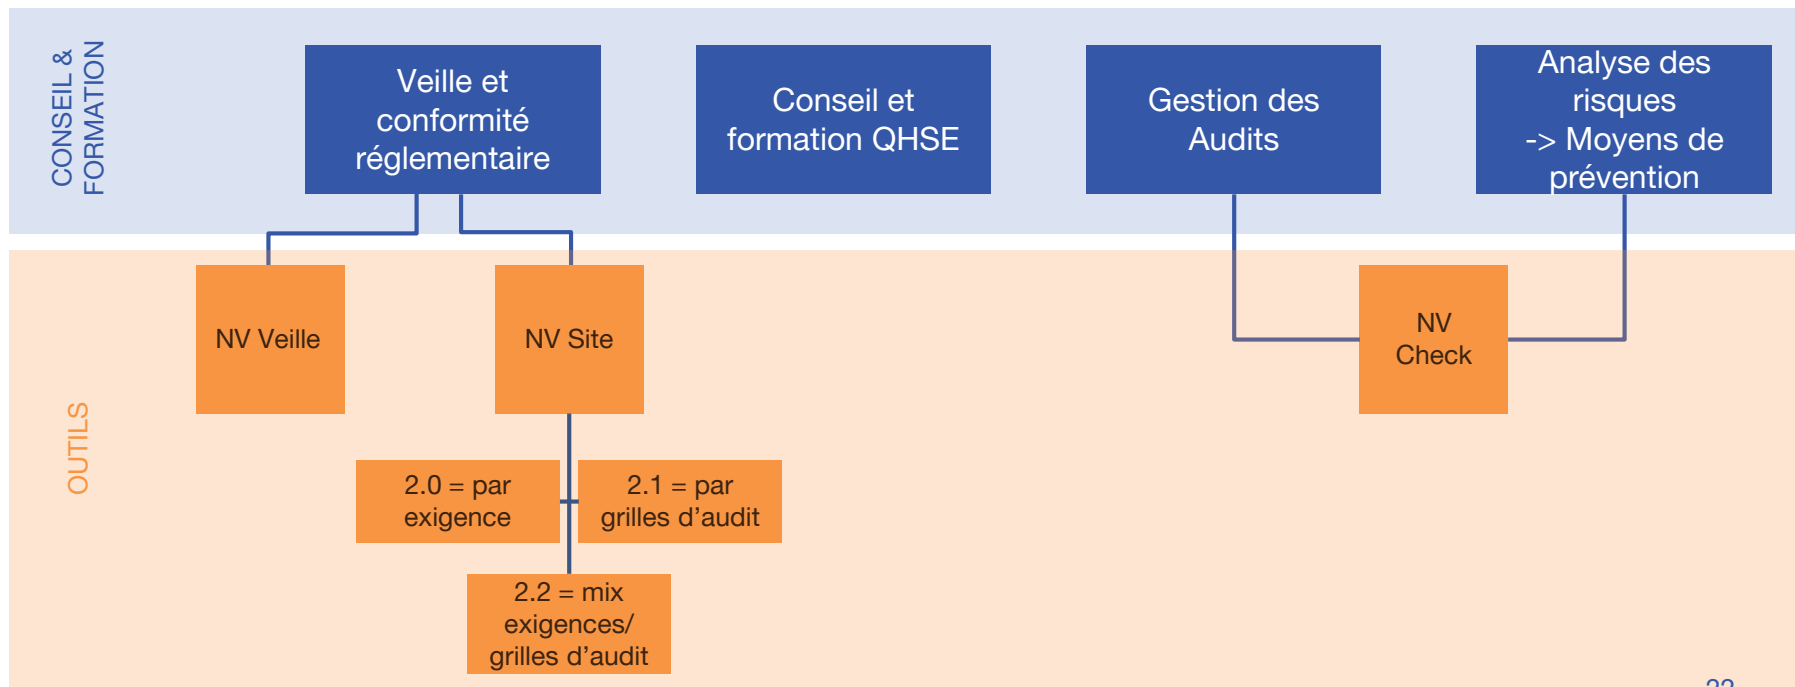 CONSEIL &
FORMATION
Veille et
conformité
réglementaire
Conseil et
formation QHSE
Gestion des
Audits
Analyse des
risques
-> Moyens de
prévention
OUTILS
NV Veille
NV Site
NV
Check
2.0 = par
exigence
2.1 = par
grilles d’audit
2.2 = mix
exigences/
grilles d’audit